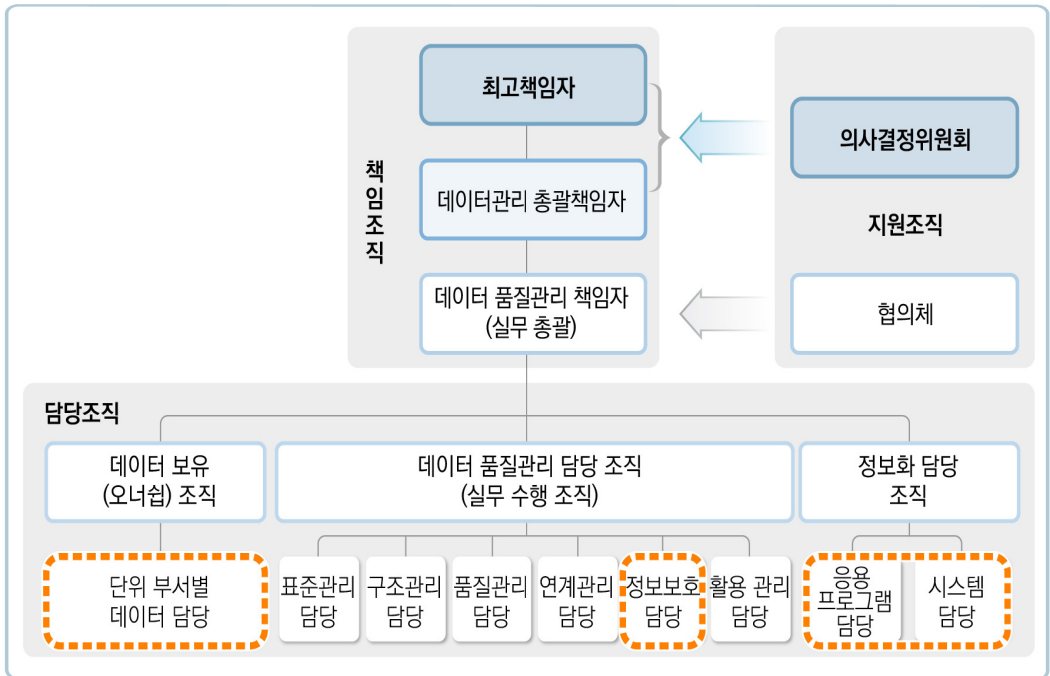 최고책임자
의사결정위원회
책임조직
데이터관리 총괄책임자
지원조직
데이터 품질관리 책임자
(실무 총괄)
협의체
담당조직
데이터 보유
(오너쉽) 조직
데이터 품질관리 담당 조직
(실무 수행 조직)
정보화 담당
조직
단위 부서별
데이터 담당
표준관리
담당
구조관리
담당
품질관리
담당
연계관리
담당
정보보호
담당
활용 관리
담당
응용
프로그램
담당
시스템
담당